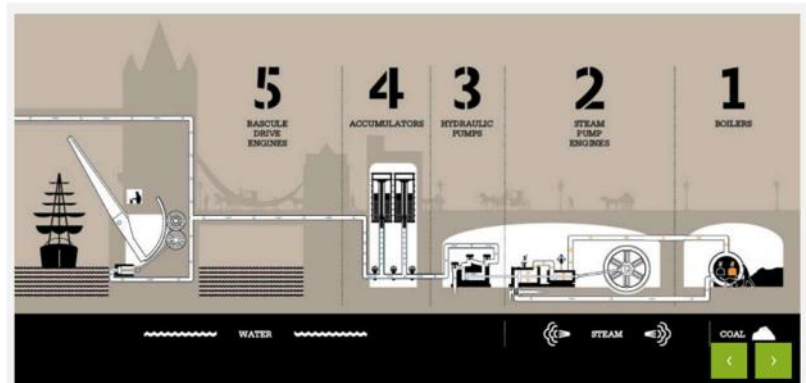 5
BASCULE
DRIVE
ENGINES
4
ACCUMULATORS
3
HYDRAULIC
PUMPS
2
STEAM
PUMP
ENGINES
1
BOILERS
WATER
STEAM
COAL